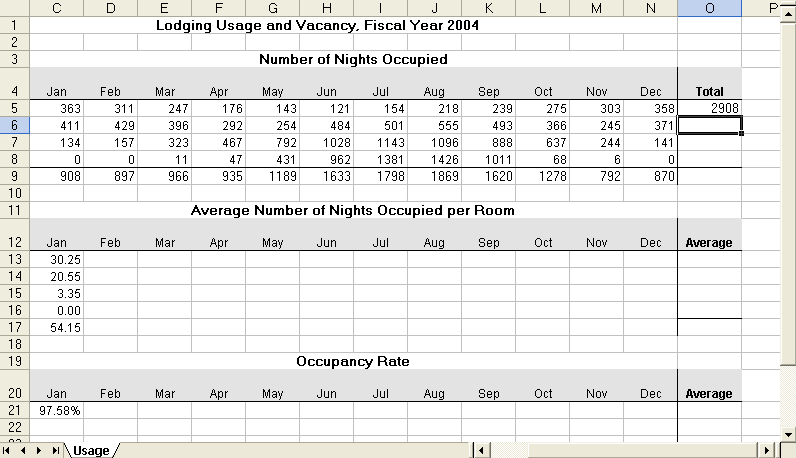 C D E F G H I J K L M N O P
1 Lodging Usage and Vacancy, Fiscal Year 2004
2
3 Number of Nights Occupied
4 Jan Feb Mar Apr May Jun Jul Aug Sep Oct Nov Dec Total
5 363 311 247 176 143 121 154 218 239 275 303 358 2908
6 411 429 396 292 254 484 501 555 493 366 245 371
7 134 157 323 467 792 1028 1143 1096 888 637 244 141
8 0 0 11 47 431 962 1381 1426 1011 68 6 0
9 908 897 966 935 1189 1633 1798 1869 1620 1278 792 870
10
11 Average Number of Nights Occupied per Room
12 Jan Feb Mar Apr May Jun Jul Aug Sep Oct Nov Dec Average
13 30.25
14 20.55
15 3.35
16 0.00
17 54.15
18
19 Occupancy Rate
20 Jan Feb Mar Apr May Jun Jul Aug Sep Oct Nov Dec Average
21 97.58%
22
Usage